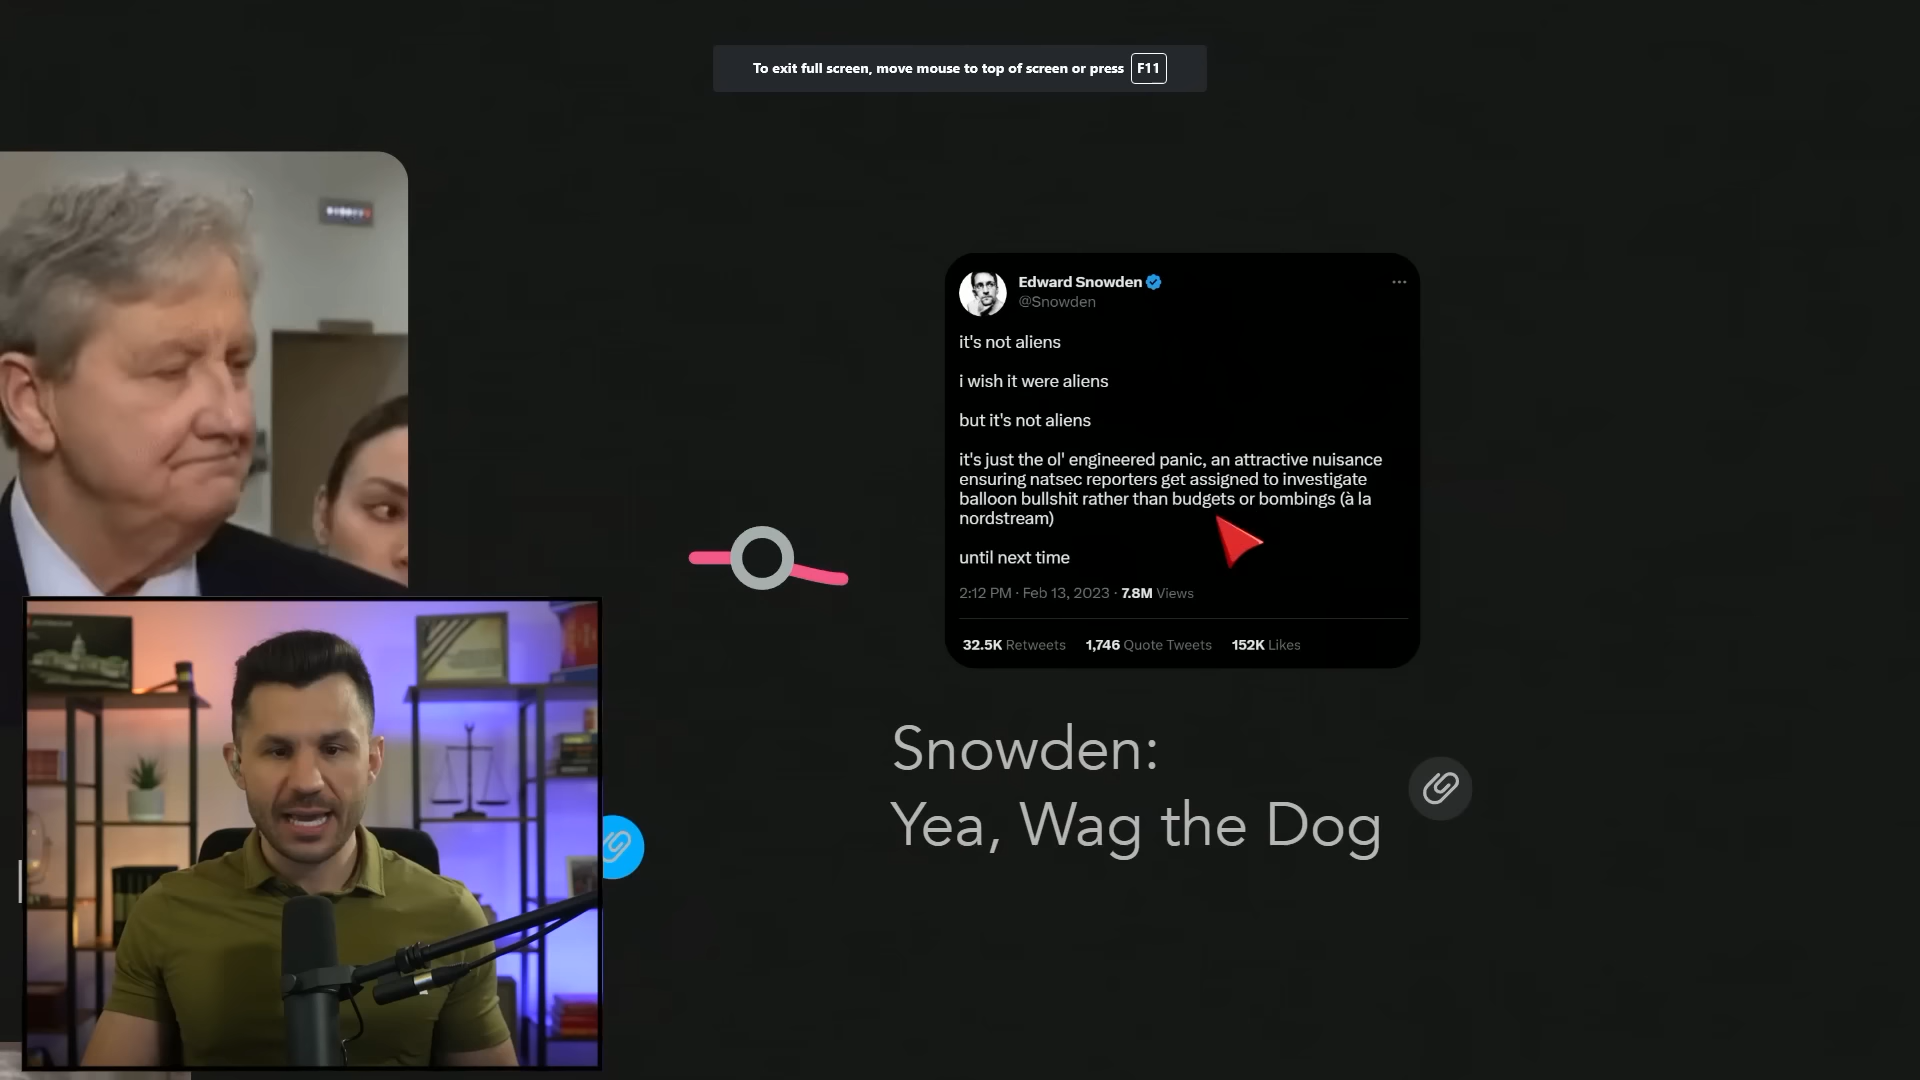 To exit full screen, move mouse to top of screen or press F11
Edward Snowden
@Snowden
it's not aliens
i wish it were aliens
but it's not aliens
it's just the ol' engineered panic, an attractive nuisance
ensuring natsec reporters get assigned to investigate
balloon bullshit rather than budgets or bombings (à la
nordstream)
until next time
2:12 PM · Feb 13, 2023 · 7.8M Views
32.5K Retweets 1,746 Quote Tweets 152K Likes
Snowden:
Yea, Wag the Dog